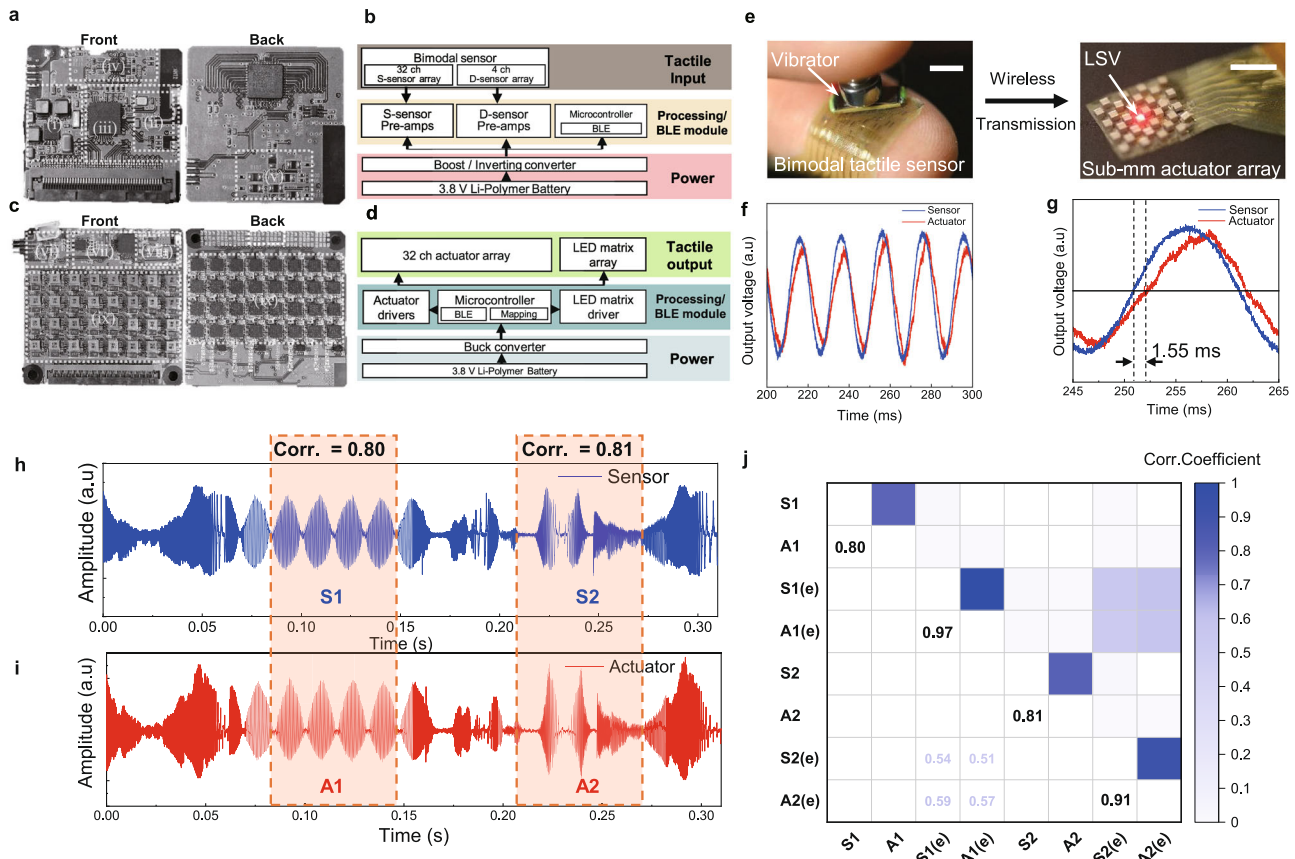 a
Front
Back
(iv)
(i)
(iii)
(ii)
(v)
b
Bimodal sensor
32 ch
S-sensor array
4 ch
D-sensor array
Tactile
Input
S-sensor
Pre-amps
D-sensor
Pre-amps
Microcontroller
BLE
Processing/
BLE module
Boost / Inverting converter
3.8 V Li-Polymer Battery
Power
c
Front
Back
(vi)
(vii)
(ix)
d
32 ch actuator array
LED matrix
array
Tactile
output
Actuator
drivers
Microcontroller
BLE
Mapping
LED matrix
driver
Processing/
BLE module
Buck converter
3.8 V Li-Polymer Battery
Power
e
Vibrator
Bimodal tactile sensor
Wireless
Transmission
LSV
Sub-mm actuator array
f
Sensor
Actuator
Output voltage (a.u)
200
220
240
260
280
300
Time (ms)
g
Sensor
Actuator
Output voltage (a.u)
1.55 ms
245
250
255
260
265
Time (ms)
h
Corr. = 0.80
Corr. = 0.81
Sensor
Amplitude (a.u)
S1
S2
0.00
0.05
0.10
0.15
0.20
0.25
0.30
Time (s)
i
Actuator
Amplitude (a.u)
A1
A2
0.00
0.05
0.10
0.15
0.20
0.25
0.30
Time (s)
j
Corr.Coefficient
S1
A1
0.80
S1(e)
A1(e)
0.97
S2
A2
0.81
S2(e)
0.54
0.51
A2(e)
0.59
0.57
0.91
S1
A1
S1(e)
A1(e)
S2
A2
S2(e)
A2(e)
1
0.9
0.8
0.7
0.6
0.5
0.4
0.3
0.2
0.1
0